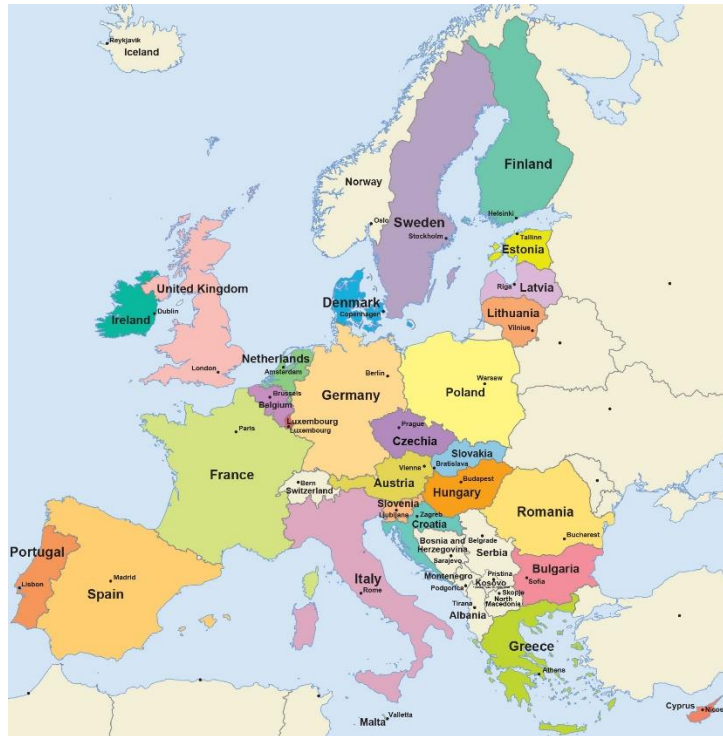 Reykjavik
Iceland
Finland
Norway
Helsinki
Oslo
Sweden
Stockholm
Tallinn
Estonia
Riga
Latvia
United Kingdom
Denmark
Copenhagen
Lithuania
Vilnius
Ireland
Dublin
London
Netherlands
Amsterdam
Berlin
Warsaw
Germany
Poland
Brussels
Belgium
Luxembourg
Luxembourg
Paris
Prague
Czechia
France
Slovakia
Bratislava
Vienna
Austria
Bern
Switzerland
Budapest
Hungary
Slovenia
Ljubljana
Zagreb
Croatia
Romania
Bucharest
Bosnia and
Herzegovina
Sarajevo
Belgrade
Serbia
Portugal
Lisbon
Madrid
Spain
Italy
Rome
Montenegro
Podgorica
Pristina
Kosovo
Bulgaria
Sofia
Skopje
North
Macedonia
Tirana
Albania
Greece
Athens
Valletta
Malta
Cyprus
Nicos